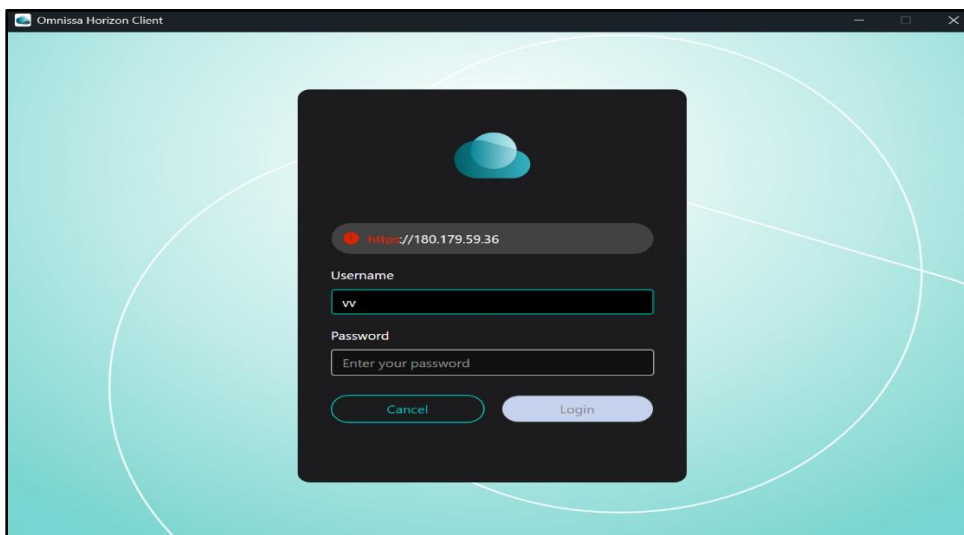 Omnissa Horizon Client
https://180.179.59.36
Username
vv
Password
Enter your password
Cancel Login